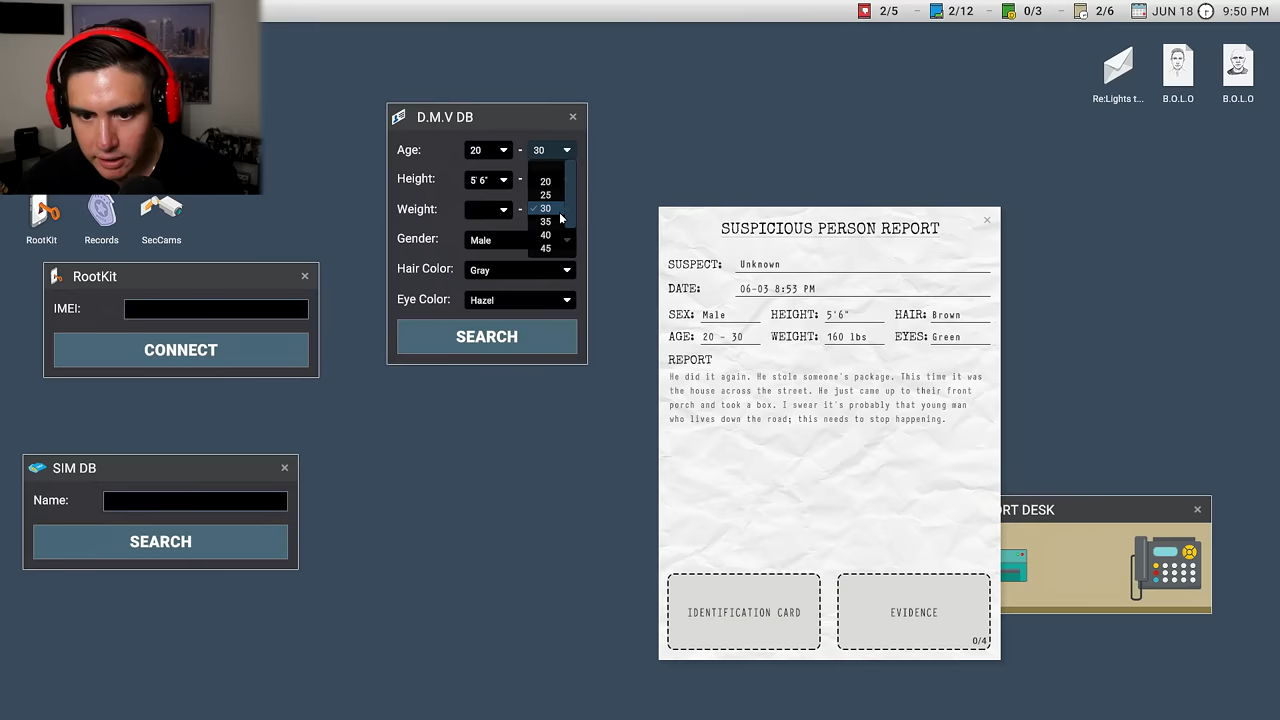 2/5
2/12
0/3
2/6
JUN 18
9:50 PM
Re:Lights t...
B.O.L.O
B.O.L.O
RootKit
Records
SecCams
D.M.V DB
Age: 20 - 30
20
25
30
35
40
45
Height: 5' 6" -
Weight: -
Gender: Male
Hair Color: Gray
Eye Color: Hazel
SEARCH
RootKit
IMEI:
CONNECT
SIM DB
Name:
SEARCH
SUSPICIOUS PERSON REPORT
SUSPECT: Unknown
DATE: 06-03 8:53 PM
SEX: Male HEIGHT: 5'6" HAIR: Brown
AGE: 20 - 30 WEIGHT: 160 lbs EYES: Green
REPORT
He did it again. He stole someone's package. This time it was
the house across the street. He just came up to their front
porch and took a box. I swear it's probably that young man
who lives down the road; this needs to stop happening.
IDENTIFICATION CARD
EVIDENCE
0/4
ORT DESK